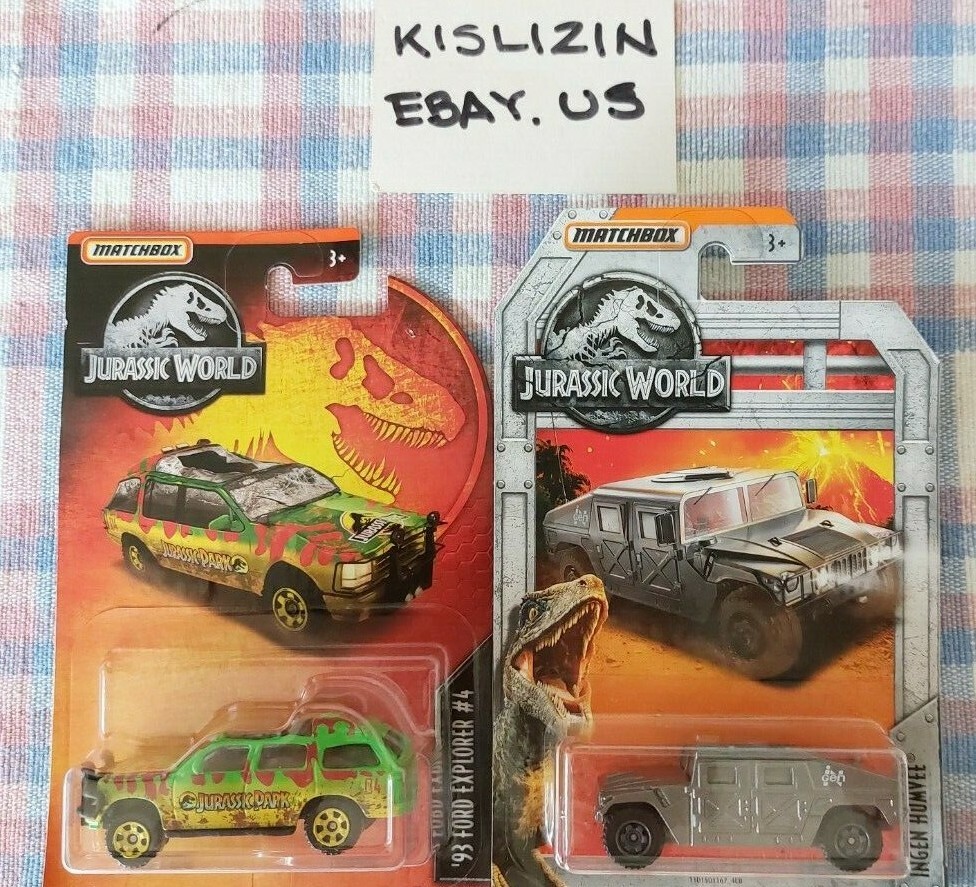 KISLIZIN
EBAY. US
MATCHBOX
3+
JURASSIC WORLD
JURASSIC PARK
JURASSIC PARK
'93 FORD EXPLORER #4
MATCHBOX
3+
JURASSIC WORLD
InGen
INGEN HUMVEE®